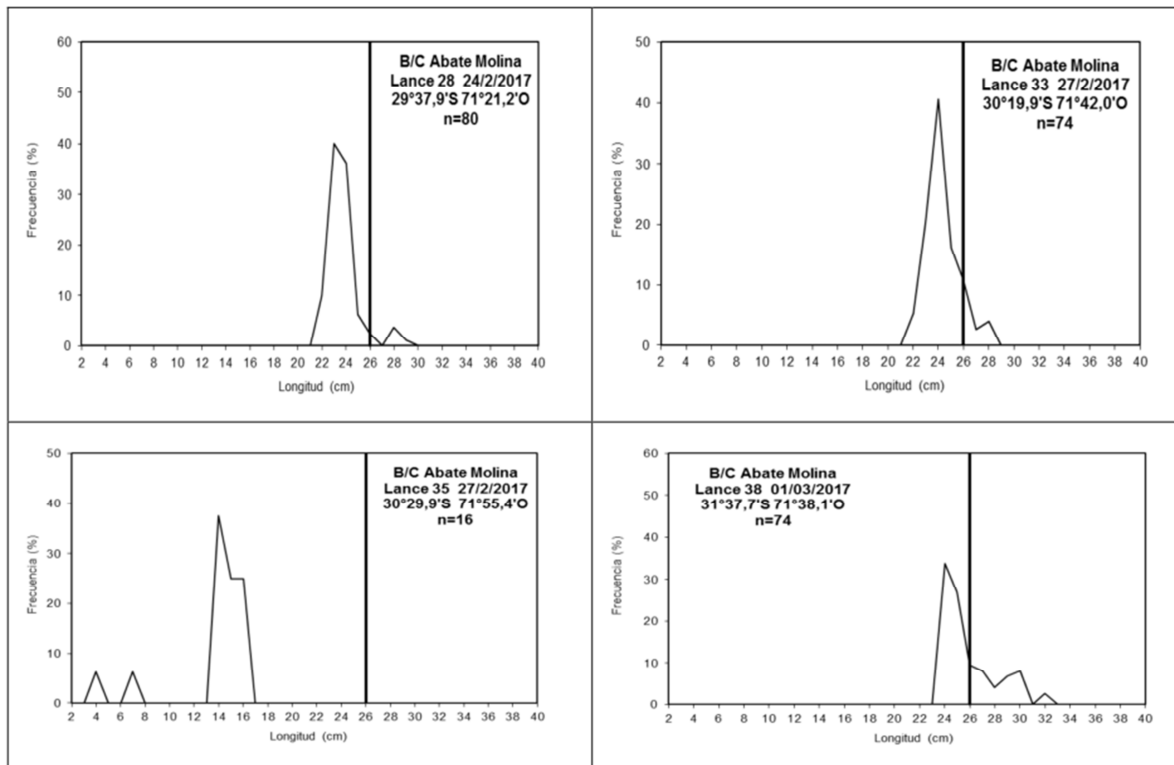 60
50
40
30
20
10
0
Frecuencia (%)
B/C Abate Molina
Lance 28 24/2/2017
29°37,9'S 71°21,2'O
n=80
2 4 6 8 10 12 14 16 18 20 22 24 26 28 30 32 34 36 38 40
Longitud (cm)
50
40
30
20
10
0
Frecuencia (%)
B/C Abate Molina
Lance 33 27/2/2017
30°19,9'S 71°42,0'O
n=74
2 4 6 8 10 12 14 16 18 20 22 24 26 28 30 32 34 36 38 40
Longitud (cm)
50
40
30
20
10
0
Frecuencia (%)
B/C Abate Molina
Lance 35 27/2/2017
30°29,9'S 71°55,4'O
n=16
2 4 6 8 10 12 14 16 18 20 22 24 26 28 30 32 34 36 38 40
Longitud (cm)
60
50
40
30
20
10
0
Frecuencia (%)
B/C Abate Molina
Lance 38 01/03/2017
31°37,7'S 71°38,1'O
n=74
2 4 6 8 10 12 14 16 18 20 22 24 26 28 30 32 34 36 38 40
Longitud (cm)